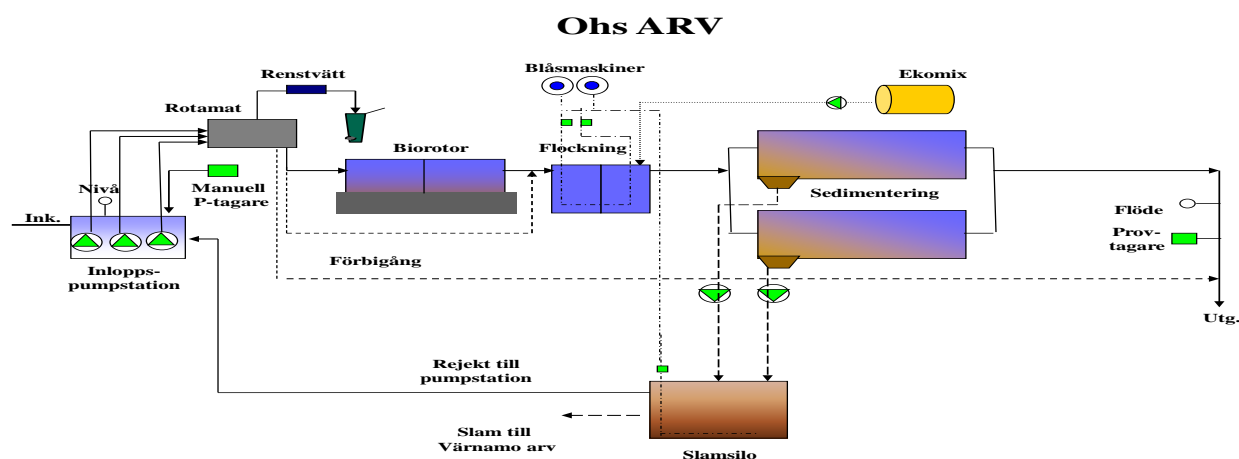 Ohs ARV
Blåsmaskiner
Renstvätt
Ekomix
Rotamat
Biorotor
Flockning
Nivå
Manuell
P-tagare
Sedimentering
Ink.
Flöde
Prov-
tagare
Inlopps-
pumpstation
Förbigång
Utg.
Rejekt till
pumpstation
Slam till
Värnamo arv
Slamsilo